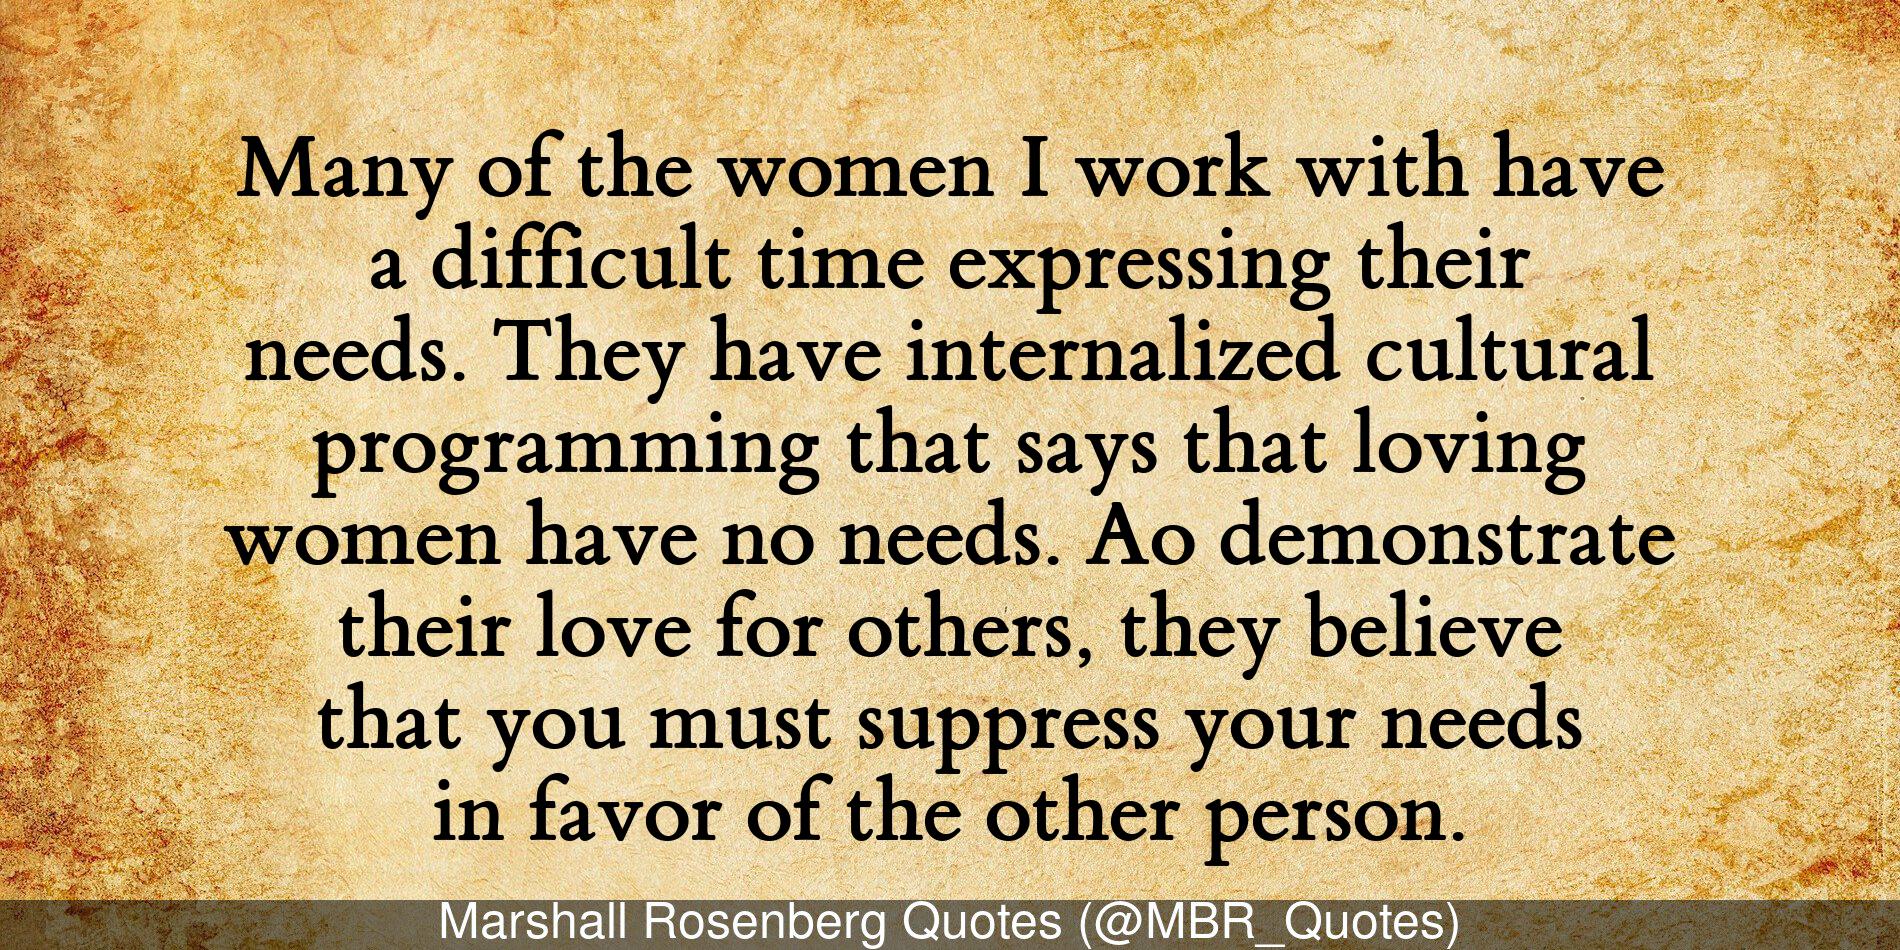 Many of the women I work with have
a difficult time expressing their
needs. They have internalized cultural
programming that says that loving
women have no needs. Ao demonstrate
their love for others, they believe
that you must suppress your needs
in favor of the other person.
Marshall Rosenberg Quotes (@MBR_Quotes)